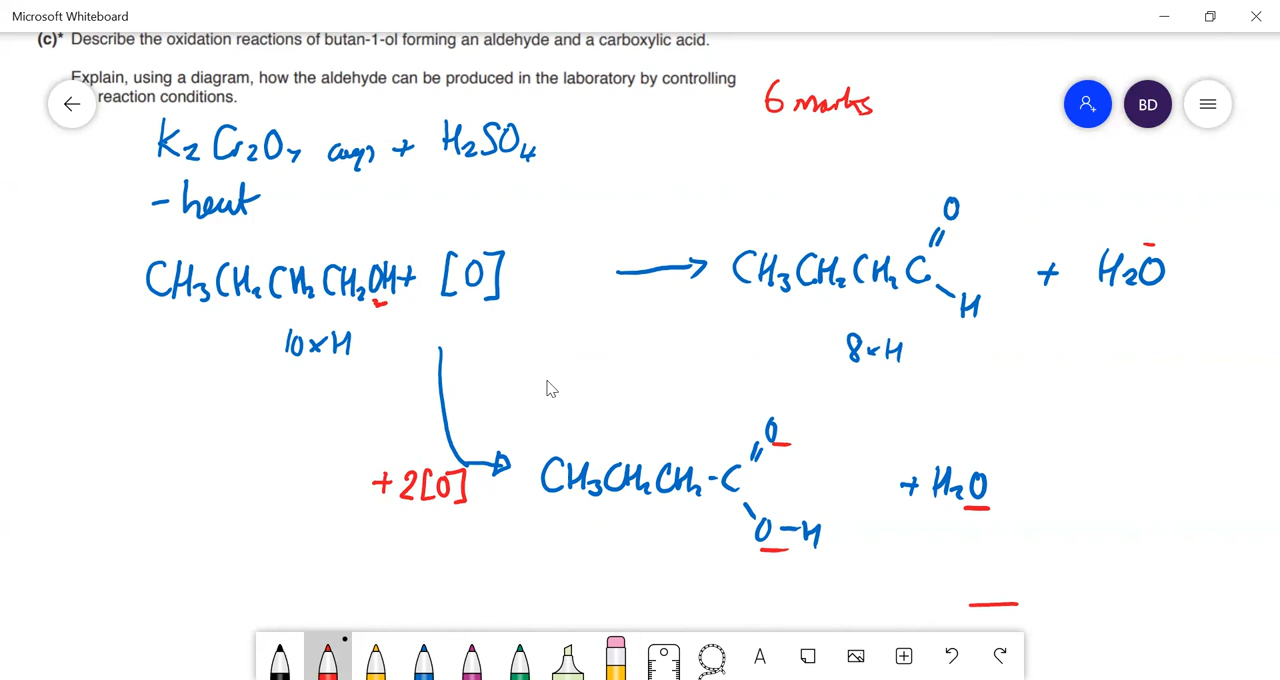 Microsoft Whiteboard
(c)* Describe the oxidation reactions of butan-1-ol forming an aldehyde and a carboxylic acid.
Explain, using a diagram, how the aldehyde can be produced in the laboratory by controlling
reaction conditions.
6 marks
BD
K2Cr2O7 (aq) + H2SO4
- heat
CH3CH2CH2CH2OH + [O] → CH3CH2CH2C
O
H
+ H2O
10 x H
8 x H
+ 2[O]
CH3CH2CH2-C
O
O-H
+ H2O
A